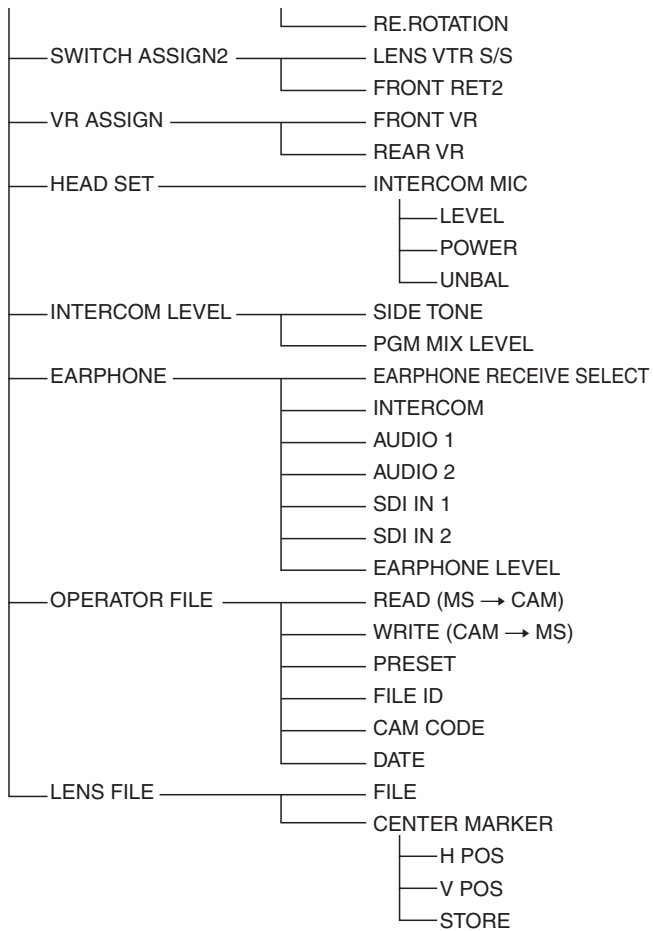 RE.ROTATION
SWITCH ASSIGN2 LENS VTR S/S
FRONT RET2
VR ASSIGN FRONT VR
REAR VR
HEAD SET INTERCOM MIC
LEVEL
POWER
UNBAL
INTERCOM LEVEL SIDE TONE
PGM MIX LEVEL
EARPHONE EARPHONE RECEIVE SELECT
INTERCOM
AUDIO 1
AUDIO 2
SDI IN 1
SDI IN 2
EARPHONE LEVEL
OPERATOR FILE READ (MS → CAM)
WRITE (CAM → MS)
PRESET
FILE ID
CAM CODE
DATE
LENS FILE FILE
CENTER MARKER
H POS
V POS
STORE